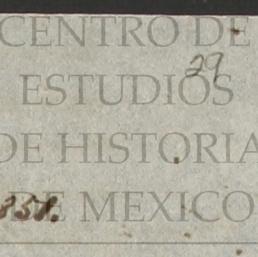 CENTRO DE
29
ESTUDIOS
DE HISTORIA
DE MEXICO